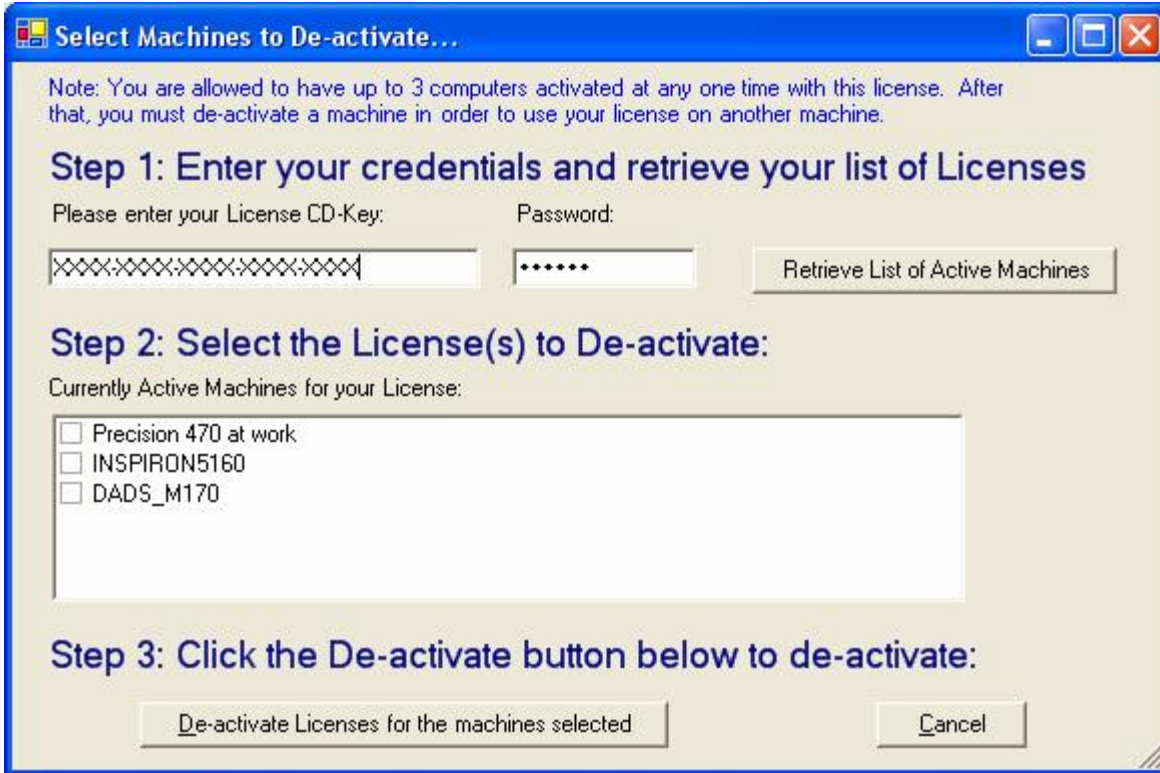 Select Machines to De-activate...
Note: You are allowed to have up to 3 computers activated at any one time with this license.  After
that, you must de-activate a machine in order to use your license on another machine.
Step 1: Enter your credentials and retrieve your list of Licenses
Please enter your License CD-Key:
Password:
XXXX-XXXX-XXXX-XXXX-XXXX
••••••
Retrieve List of Active Machines
Step 2: Select the License(s) to De-activate:
Currently Active Machines for your License:
Precision 470 at work
INSPIRON5160
DADS_M170
Step 3: Click the De-activate button below to de-activate:
De-activate Licenses for the machines selected
Cancel